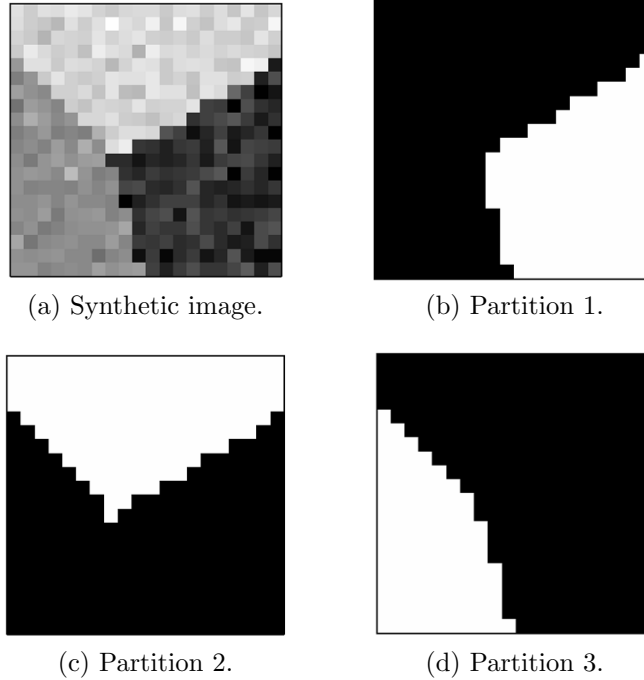 (a) Synthetic image.
(b) Partition 1.
(c) Partition 2.
(d) Partition 3.